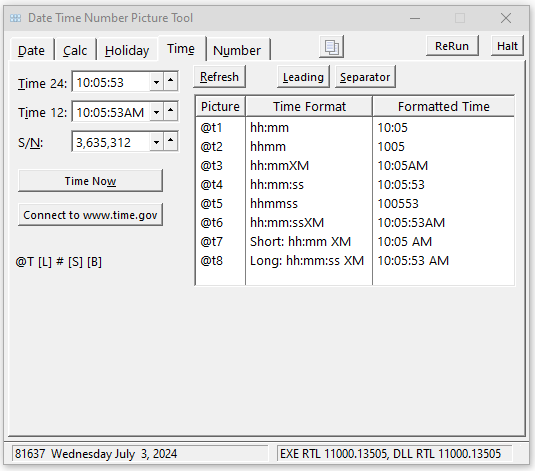 Date Time Number Picture Tool
Date Calc Holiday Time Number ReRun Halt
Time 24: 10:05:53
Time 12: 10:05:53AM
S/N: 3,635,312
Time Now
Connect to www.time.gov
@T [L] # [S] [B]
Refresh Leading Separator
Picture Time Format Formatted Time
@t1 hh:mm 10:05
@t2 hhmm 1005
@t3 hh:mmXM 10:05AM
@t4 hh:mm:ss 10:05:53
@t5 hhmmss 100553
@t6 hh:mm:ssXM 10:05:53AM
@t7 Short: hh:mm XM 10:05 AM
@t8 Long: hh:mm:ss XM 10:05:53 AM
81637 Wednesday July 3, 2024 EXE RTL 11000.13505, DLL RTL 11000.13505